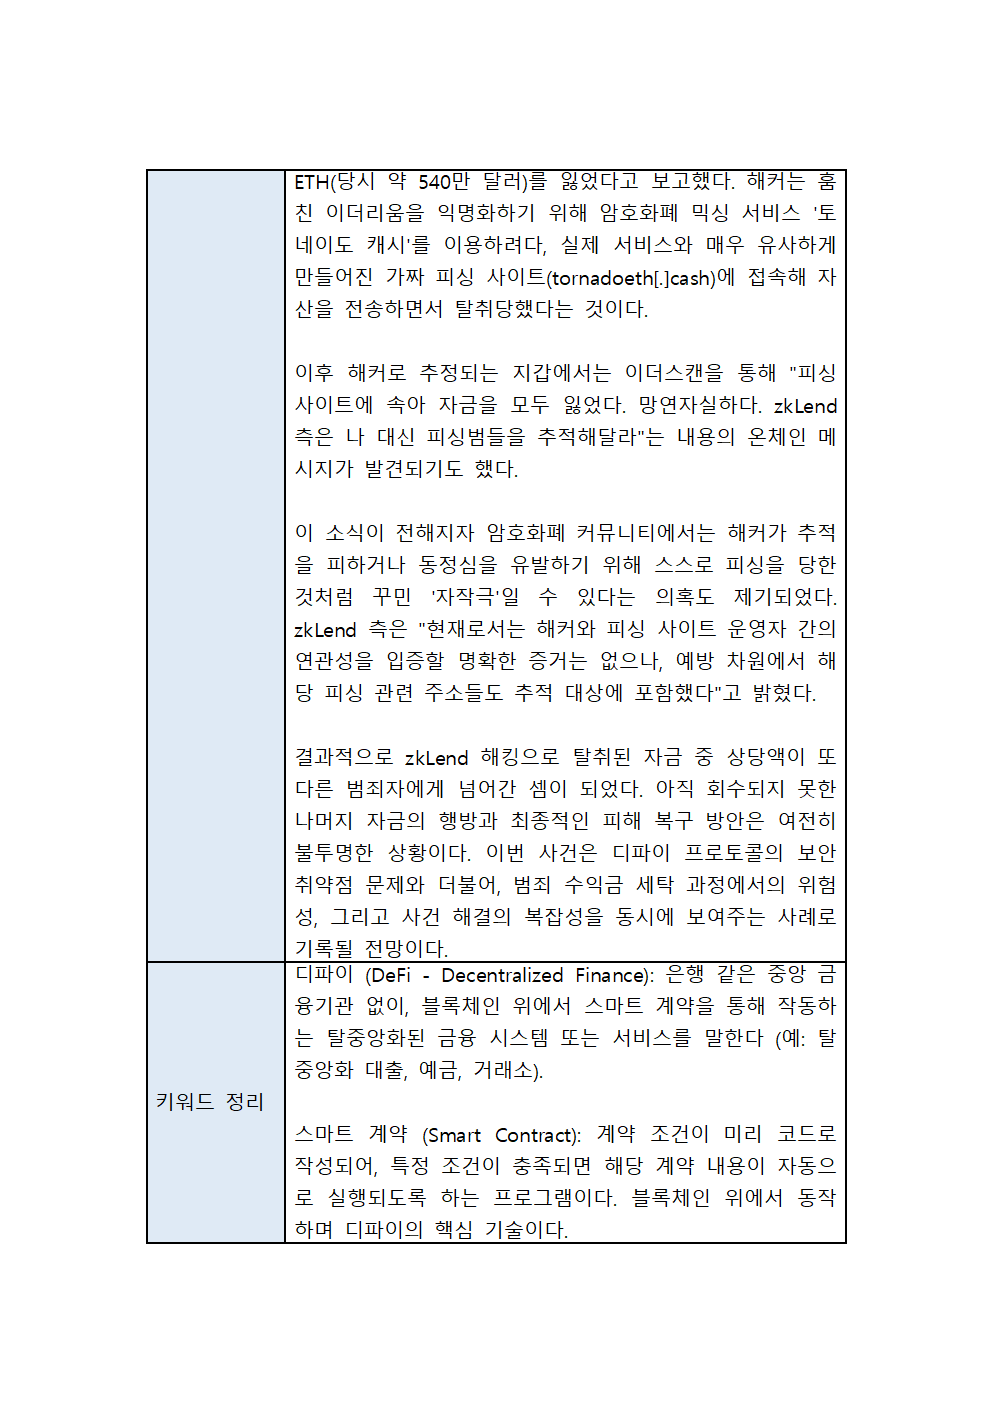 ETH(당시 약 540만 달러)를 잃었다고 보고했다. 해커는 훔
친 이더리움을 익명화하기 위해 암호화폐 믹싱 서비스 '토
네이도 캐시'를 이용하려다, 실제 서비스와 매우 유사하게
만들어진 가짜 피싱 사이트(tornadoeth[.]cash)에 접속해 자
산을 전송하면서 탈취당했다는 것이다.
이후 해커로 추정되는 지갑에서는 이더스캔을 통해 "피싱
사이트에 속아 자금을 모두 잃었다. 망연자실하다. zkLend
측은 나 대신 피싱범들을 추적해달라"는 내용의 온체인 메
시지가 발견되기도 했다.
이 소식이 전해지자 암호화폐 커뮤니티에서는 해커가 추적
을 피하거나 동정심을 유발하기 위해 스스로 피싱을 당한
것처럼 꾸민 '자작극'일 수 있다는 의혹도 제기되었다.
zkLend 측은 "현재로서는 해커와 피싱 사이트 운영자 간의
연관성을 입증할 명확한 증거는 없으나, 예방 차원에서 해
당 피싱 관련 주소들도 추적 대상에 포함했다"고 밝혔다.
결과적으로 zkLend 해킹으로 탈취된 자금 중 상당액이 또
다른 범죄자에게 넘어간 셈이 되었다. 아직 회수되지 못한
나머지 자금의 행방과 최종적인 피해 복구 방안은 여전히
불투명한 상황이다. 이번 사건은 디파이 프로토콜의 보안
취약점 문제와 더불어, 범죄 수익금 세탁 과정에서의 위험
성, 그리고 사건 해결의 복잡성을 동시에 보여주는 사례로
기록될 전망이다.
키워드 정리
디파이 (DeFi - Decentralized Finance): 은행 같은 중앙 금
융기관 없이, 블록체인 위에서 스마트 계약을 통해 작동하
는 탈중앙화된 금융 시스템 또는 서비스를 말한다 (예: 탈
중앙화 대출, 예금, 거래소).
스마트 계약 (Smart Contract): 계약 조건이 미리 코드로
작성되어, 특정 조건이 충족되면 해당 계약 내용이 자동으
로 실행되도록 하는 프로그램이다. 블록체인 위에서 동작
하며 디파이의 핵심 기술이다.